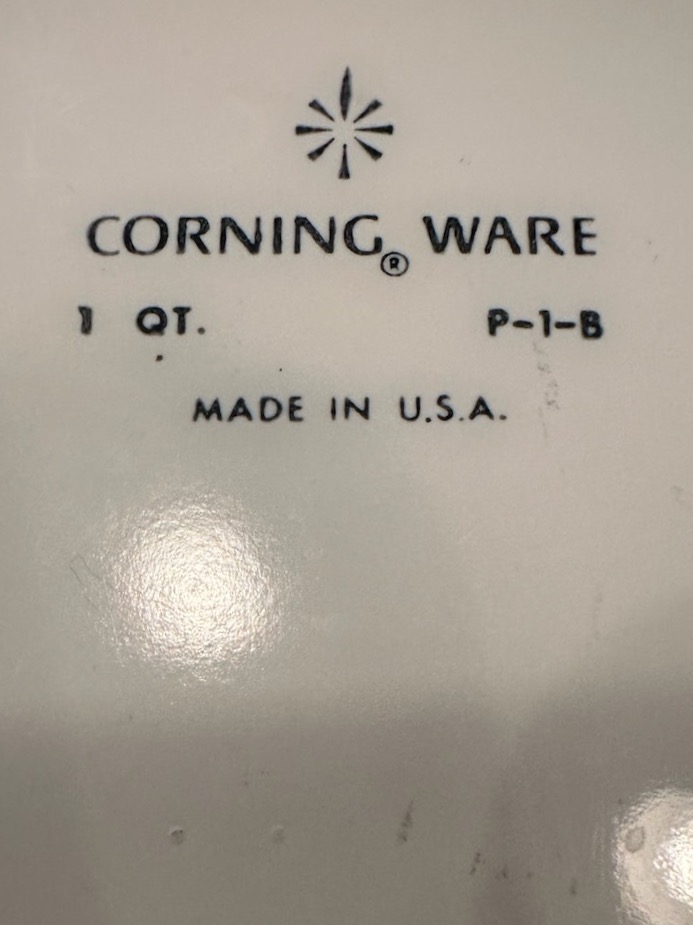 CORNING® WARE
1 QT. P-1-B
MADE IN U.S.A.